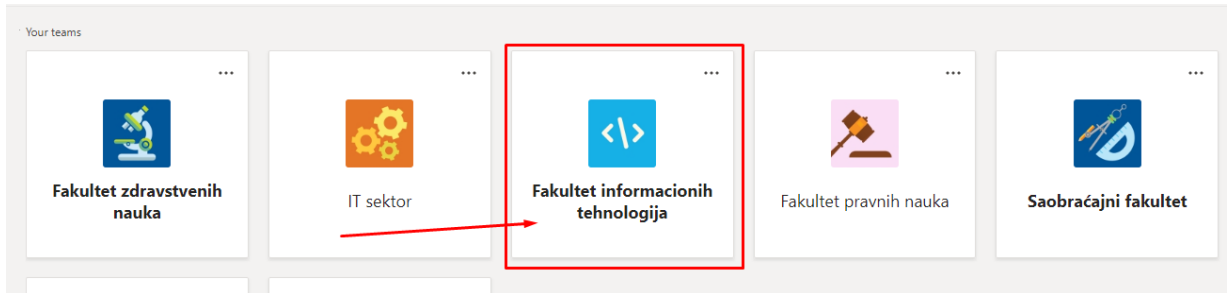 Your teams
Fakultet zdravstvenih
nauka
IT sektor
Fakultet informacionih
tehnologija
Fakultet pravnih nauka
Saobraćajni fakultet